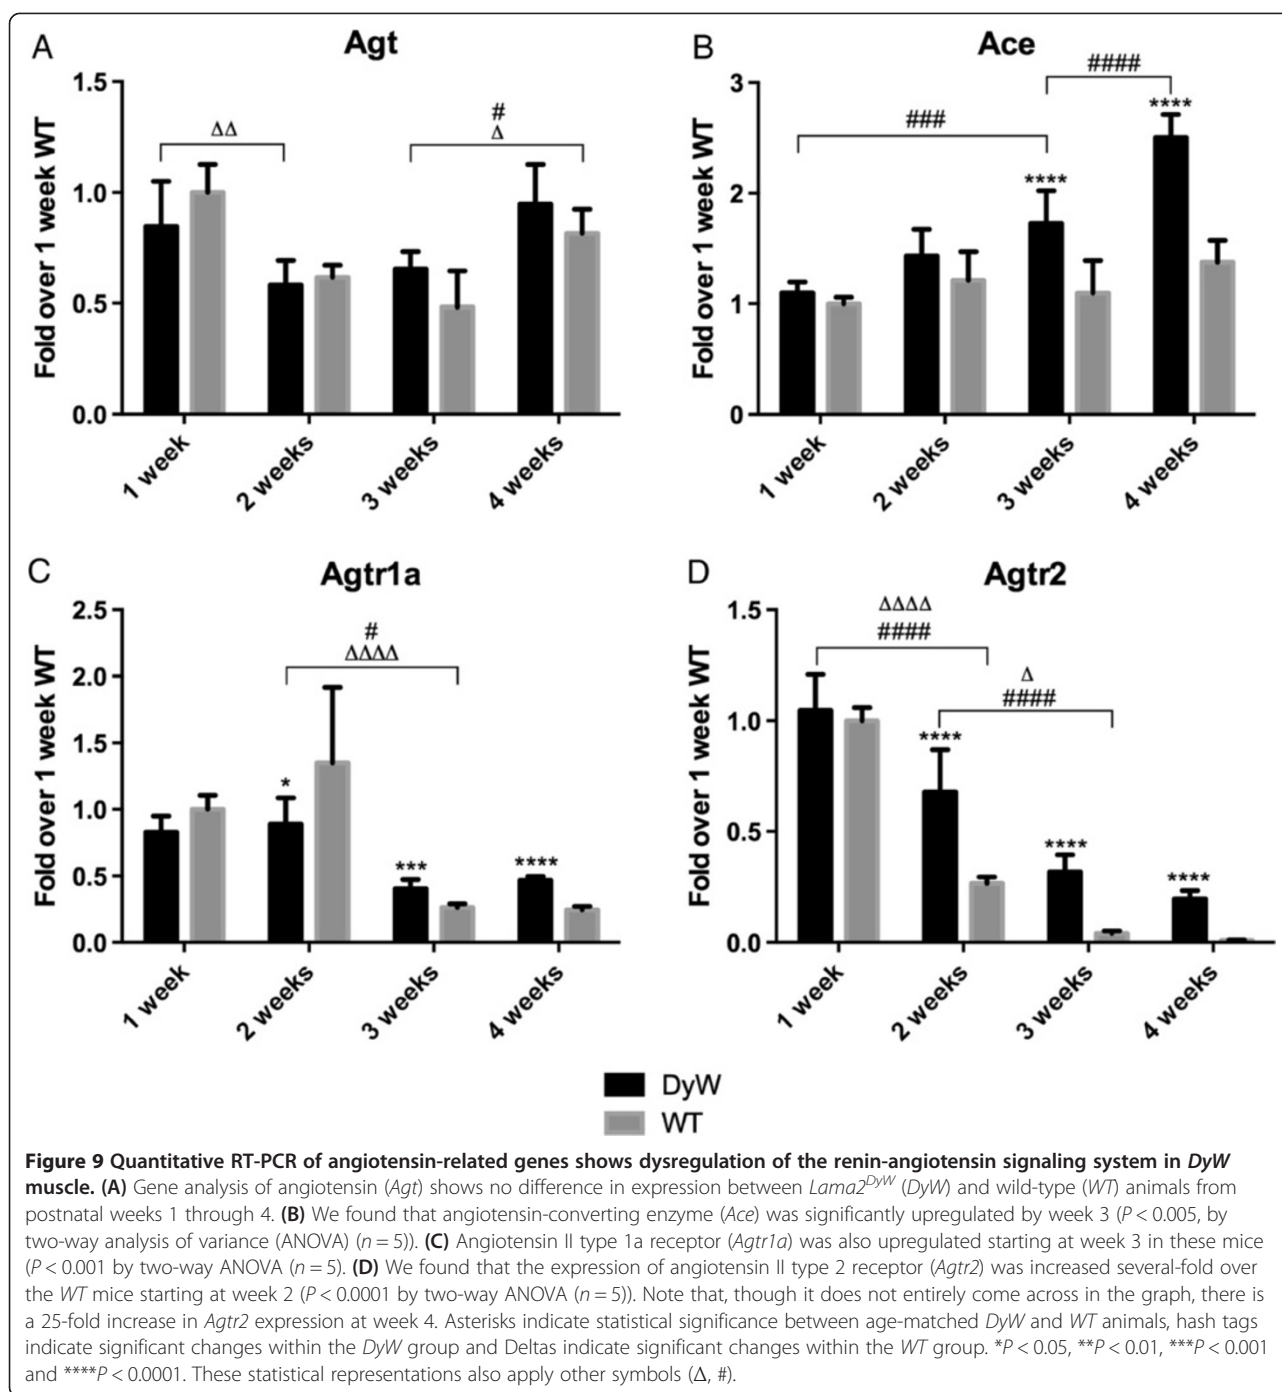 A
Agt
Fold over 1 week WT
1.5
1.0
0.5
0.0
ΔΔ
#
Δ
1 week
2 weeks
3 weeks
4 weeks
B
Ace
Fold over 1 week WT
3
2
1
0
###
####
****
****
1 week
2 weeks
3 weeks
4 weeks
C
Agtr1a
Fold over 1 week WT
2.5
2.0
1.5
1.0
0.5
0.0
#
ΔΔΔΔ
*
***
****
1 week
2 weeks
3 weeks
4 weeks
D
Agtr2
Fold over 1 week WT
1.5
1.0
0.5
0.0
ΔΔΔΔ
####
Δ
####
****
****
****
1 week
2 weeks
3 weeks
4 weeks
DyW
WT
Figure 9 Quantitative RT-PCR of angiotensin-related genes shows dysregulation of the renin-angiotensin signaling system in DyW
muscle. (A) Gene analysis of angiotensin (Agt) shows no difference in expression between Lama2DyW (DyW) and wild-type (WT) animals from
postnatal weeks 1 through 4. (B) We found that angiotensin-converting enzyme (Ace) was significantly upregulated by week 3 (P < 0.005, by
two-way analysis of variance (ANOVA) (n = 5)). (C) Angiotensin II type 1a receptor (Agtr1a) was also upregulated starting at week 3 in these mice
(P < 0.001 by two-way ANOVA (n = 5). (D) We found that the expression of angiotensin II type 2 receptor (Agtr2) was increased several-fold over
the WT mice starting at week 2 (P < 0.0001 by two-way ANOVA (n = 5)). Note that, though it does not entirely come across in the graph, there is
a 25-fold increase in Agtr2 expression at week 4. Asterisks indicate statistical significance between age-matched DyW and WT animals, hash tags
indicate significant changes within the DyW group and Deltas indicate significant changes within the WT group. *P < 0.05, **P < 0.01, ***P < 0.001
and ****P < 0.0001. These statistical representations also apply other symbols (Δ, #).